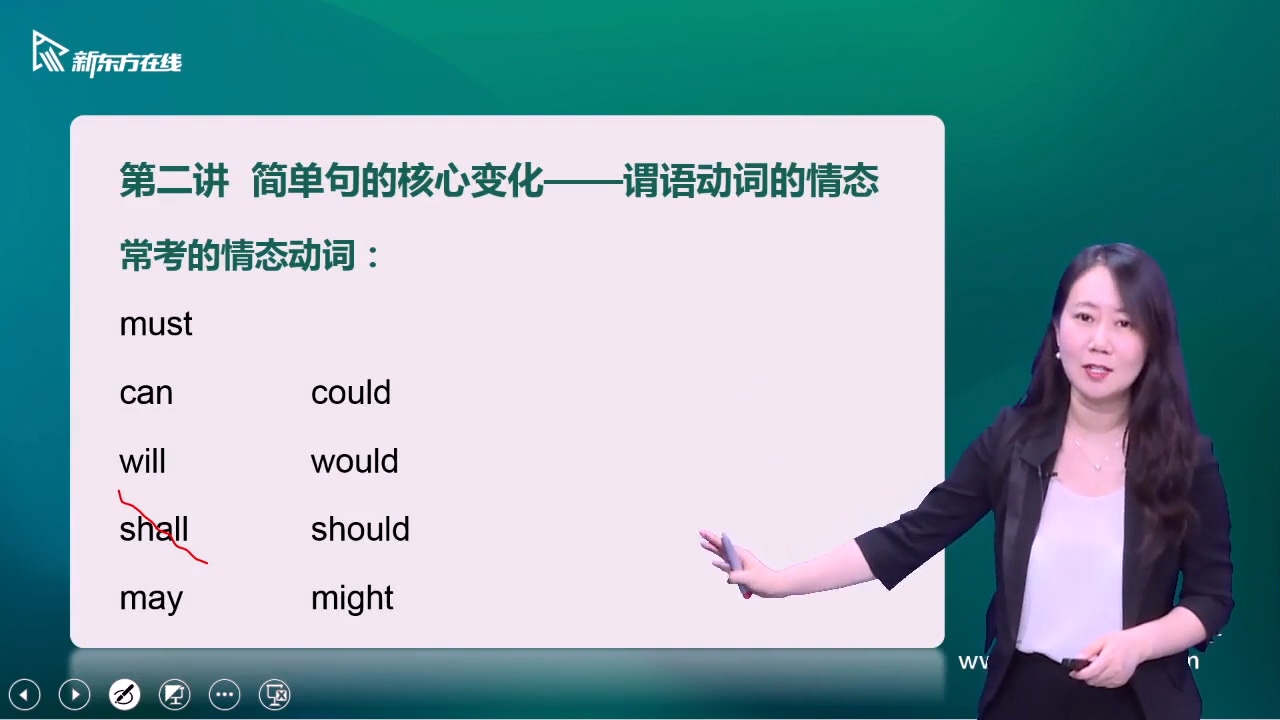 新东方在线
第二讲 简单句的核心变化——谓语动词的情态
常考的情态动词：
must
can could
will would
shall should
may might